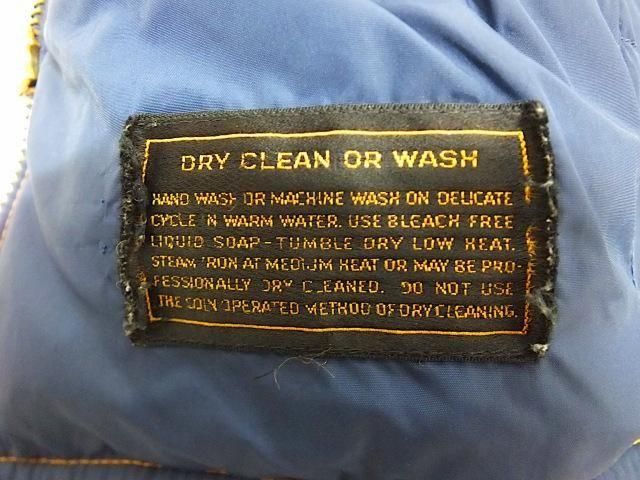 DRY CLEAN OR WASH
HAND WASH OR MACHINE WASH ON DELICATE
CYCLE IN WARM WATER. USE BLEACH FREE
LIQUID SOAP-TUMBLE DRY LOW HEAT.
STEAM IRON AT MEDIUM HEAT OR MAY BE PRO-
FESSIONALLY DRY CLEANED. DO NOT USE
THE COIN OPERATED METHOD OF DRY CLEANING.